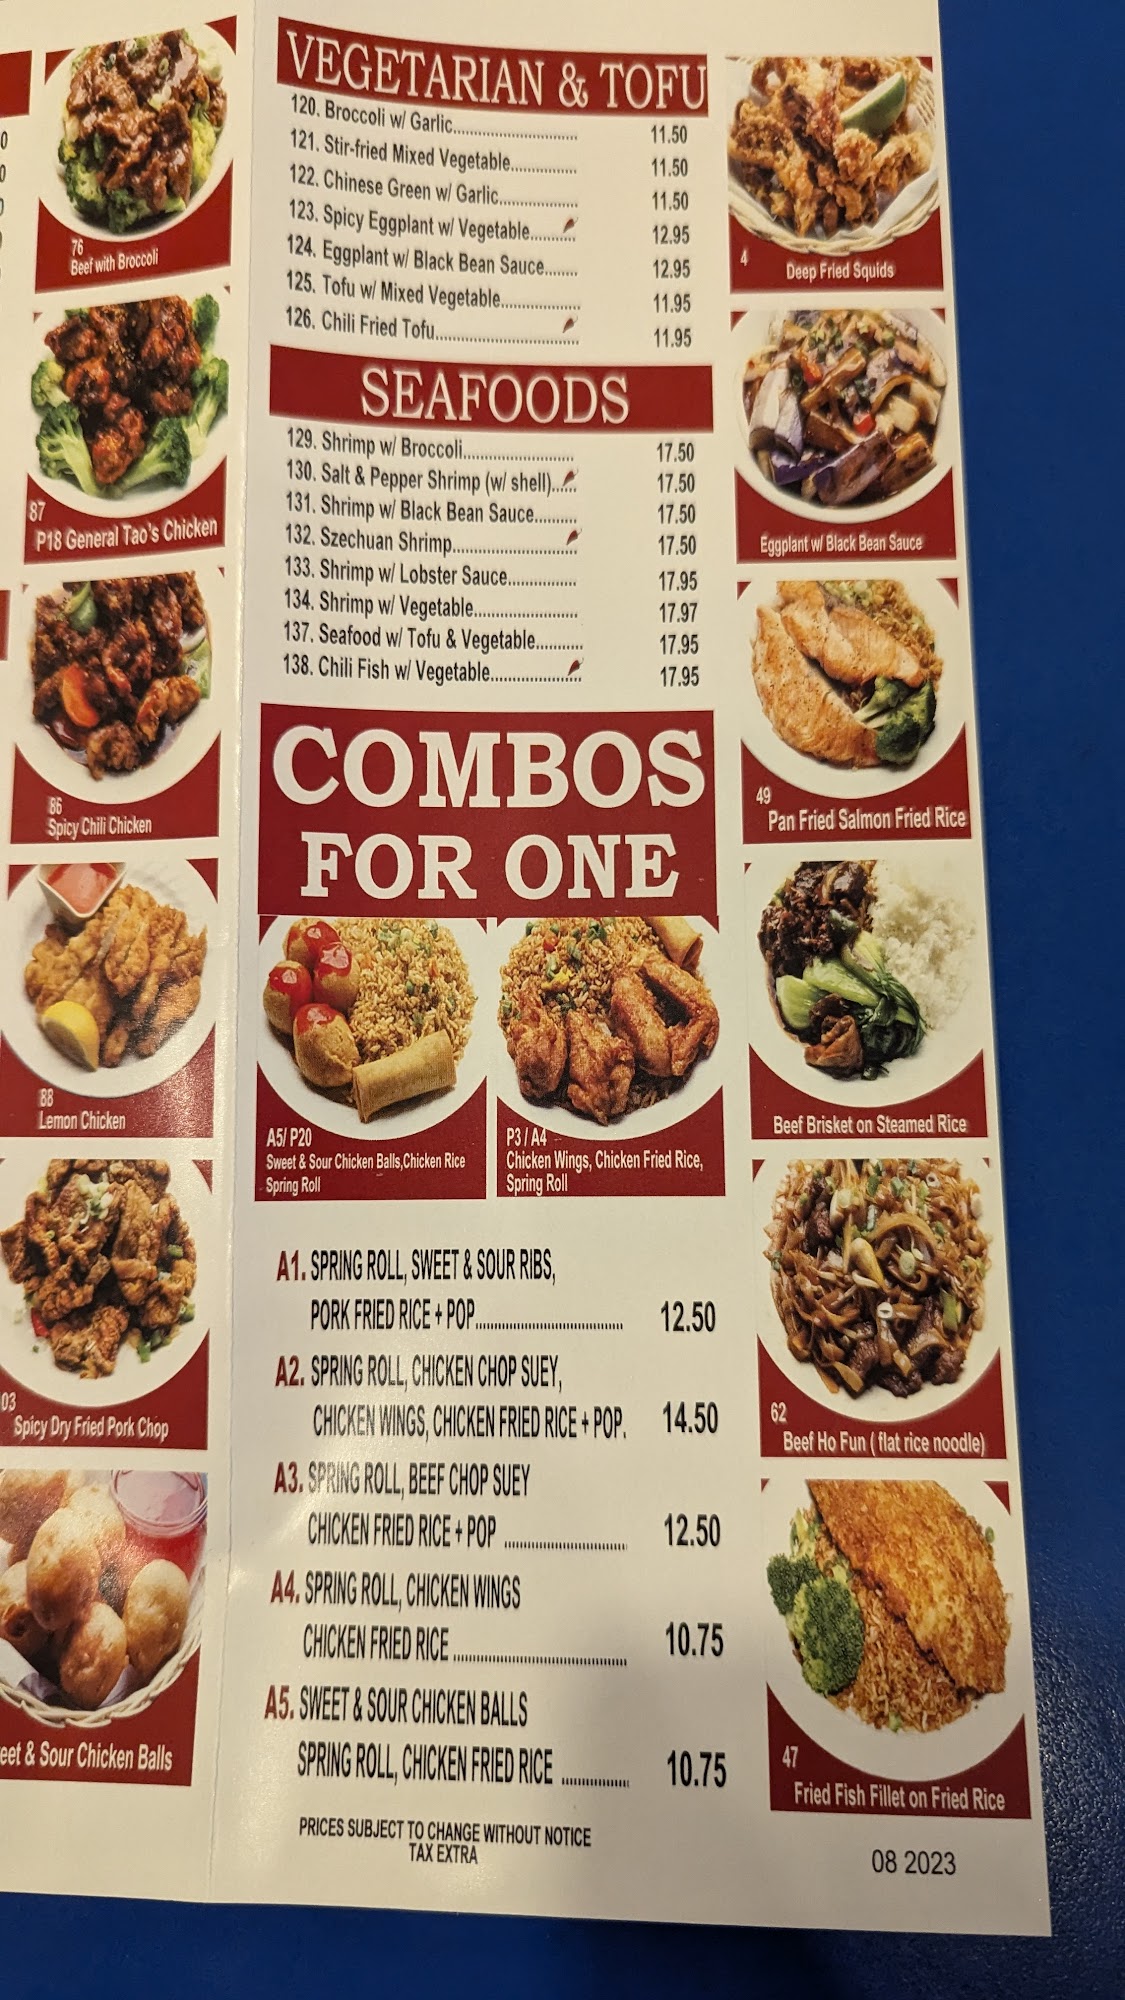 76
Beef with Broccoli
87
P18 General Tao's Chicken
86
Spicy Chili Chicken
88
Lemon Chicken
03
Spicy Dry Fried Pork Chop
eet & Sour Chicken Balls
VEGETARIAN & TOFU
120. Broccoli w/ Garlic.......................... 11.50
121. Stir-fried Mixed Vegetable................ 11.50
122. Chinese Green w/ Garlic................... 11.50
123. Spicy Eggplant w/ Vegetable.......... 12.95
124. Eggplant w/ Black Bean Sauce........ 12.95
125. Tofu w/ Mixed Vegetable................... 11.95
126. Chili Fried Tofu.................................. 11.95
SEAFOODS
129. Shrimp w/ Broccoli.......................... 17.50
130. Salt & Pepper Shrimp (w/ shell)...... 17.50
131. Shrimp w/ Black Bean Sauce.......... 17.50
132. Szechuan Shrimp............................. 17.50
133. Shrimp w/ Lobster Sauce................ 17.95
134. Shrimp w/ Vegetable......................... 17.97
137. Seafood w/ Tofu & Vegetable........... 17.95
138. Chili Fish w/ Vegetable..................... 17.95
COMBOS
FOR ONE
A5/ P20
Sweet & Sour Chicken Balls,Chicken Rice
Spring Roll
P3 / A4
Chicken Wings, Chicken Fried Rice,
Spring Roll
A1. SPRING ROLL, SWEET & SOUR RIBS,
PORK FRIED RICE + POP..................................... 12.50
A2. SPRING ROLL, CHICKEN CHOP SUEY,
CHICKEN WINGS, CHICKEN FRIED RICE + POP. 14.50
A3. SPRING ROLL, BEEF CHOP SUEY
CHICKEN FRIED RICE + POP ............................... 12.50
A4. SPRING ROLL, CHICKEN WINGS
CHICKEN FRIED RICE ............................................ 10.75
A5. SWEET & SOUR CHICKEN BALLS
SPRING ROLL, CHICKEN FRIED RICE ................. 10.75
PRICES SUBJECT TO CHANGE WITHOUT NOTICE
TAX EXTRA
4
Deep Fried Squids
Eggplant w/ Black Bean Sauce
49
Pan Fried Salmon Fried Rice
Beef Brisket on Steamed Rice
62
Beef Ho Fun ( flat rice noodle)
47
Fried Fish Fillet on Fried Rice
08 2023